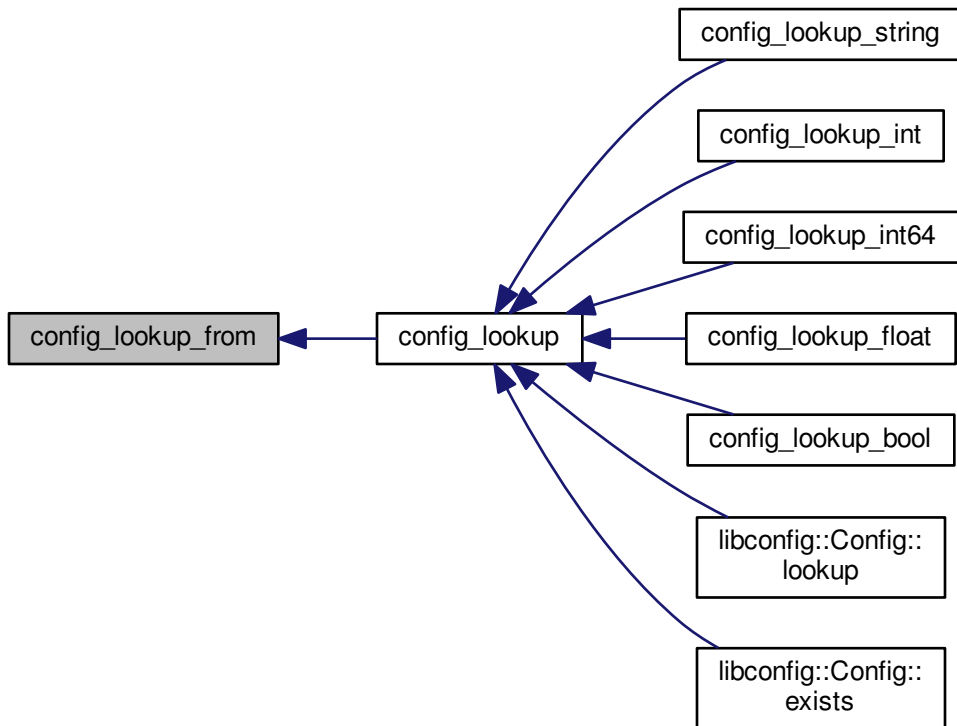 config_lookup_string
config_lookup_int
config_lookup_int64
config_lookup_from
config_lookup
config_lookup_float
config_lookup_bool
libconfig::Config::
lookup
libconfig::Config::
exists